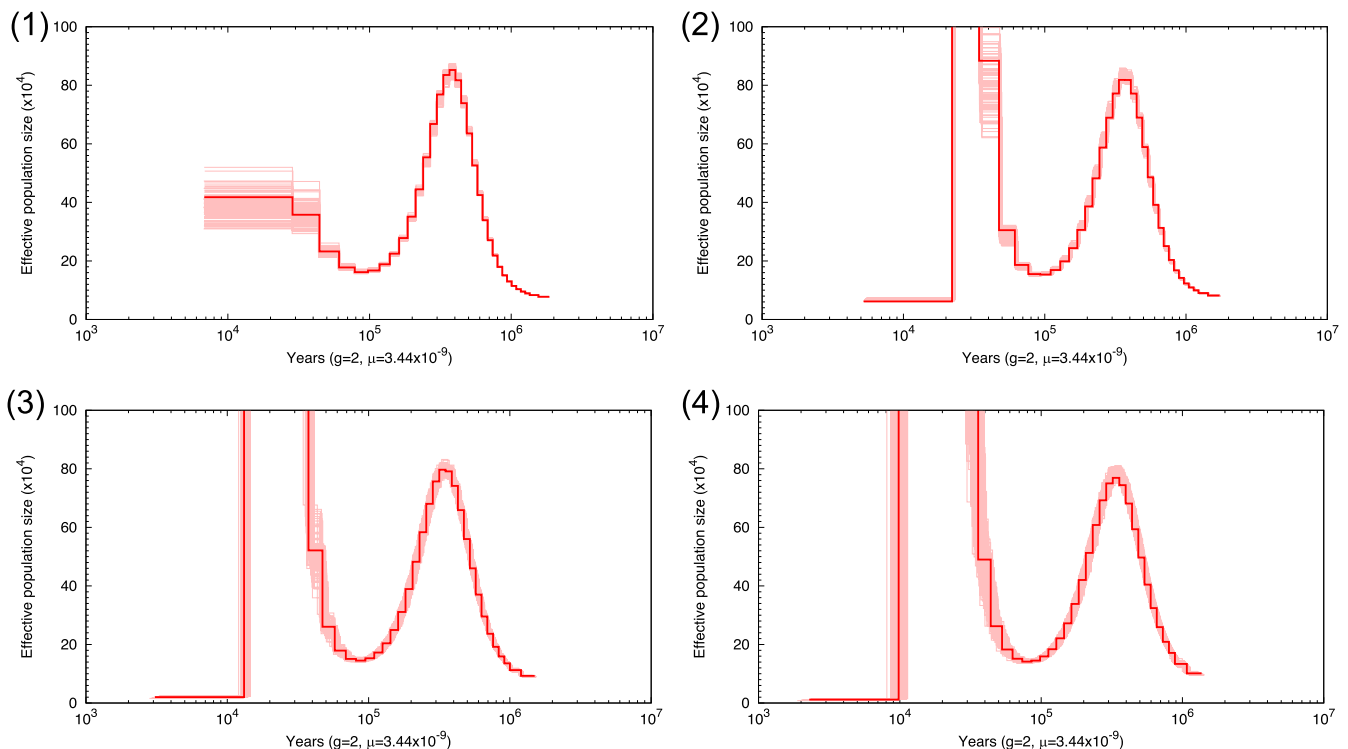 (1)
Effective population size (x10⁴)
100
80
60
40
20
0
10³ 10⁴ 10⁵ 10⁶ 10⁷
Years (g=2, μ=3.44x10⁻⁹)
(2)
Effective population size (x10⁴)
100
80
60
40
20
0
10³ 10⁴ 10⁵ 10⁶ 10⁷
Years (g=2, μ=3.44x10⁻⁹)
(3)
Effective population size (x10⁴)
100
80
60
40
20
0
10³ 10⁴ 10⁵ 10⁶ 10⁷
Years (g=2, μ=3.44x10⁻⁹)
(4)
Effective population size (x10⁴)
100
80
60
40
20
0
10³ 10⁴ 10⁵ 10⁶ 10⁷
Years (g=2, μ=3.44x10⁻⁹)